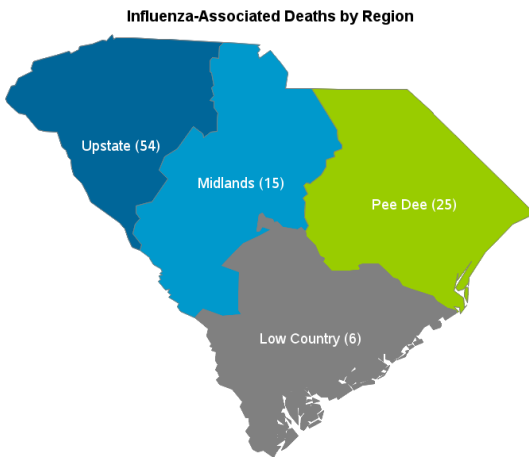 Influenza-Associated Deaths by Region
Upstate (54)
Midlands (15)
Pee Dee (25)
Low Country (6)